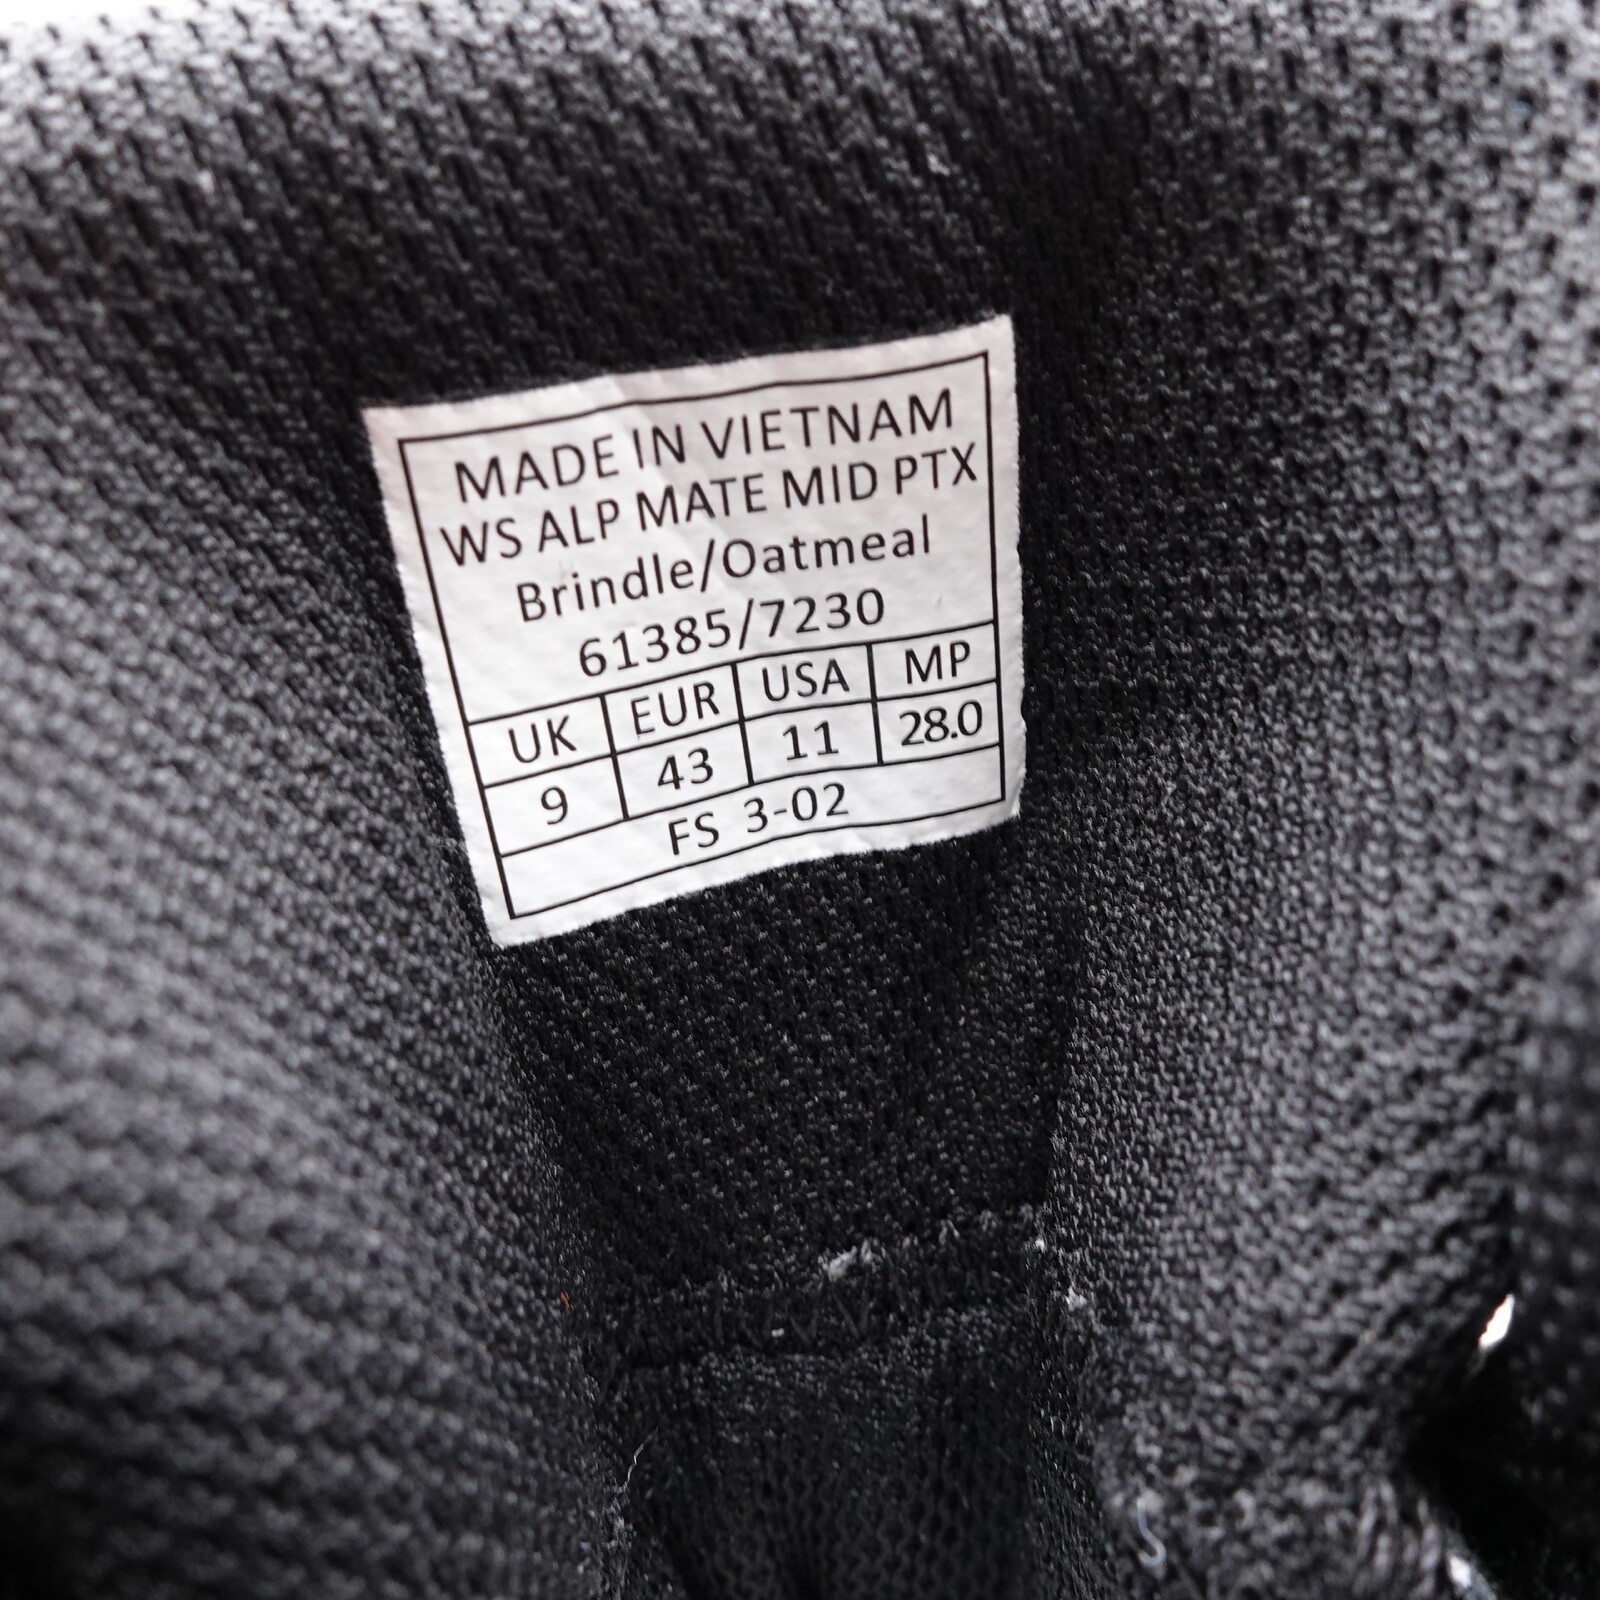 MADE IN VIETNAM
WS ALP MATE MID PTX
Brindle/Oatmeal
61385/7230
UK EUR USA MP
9 43 11 28.0
FS 3-02